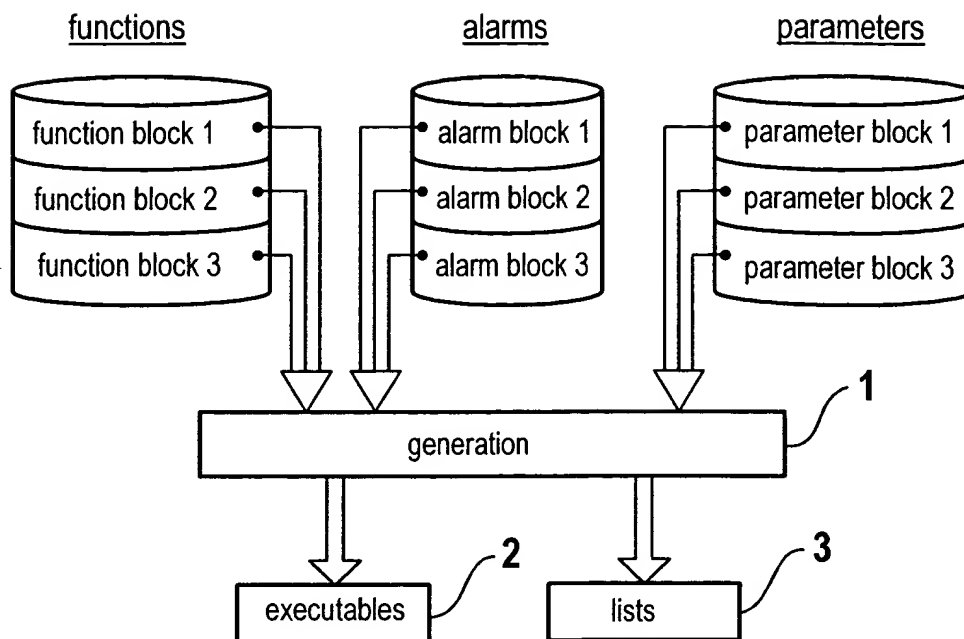 functions
alarms
parameters
function block 1
alarm block 1
parameter block 1
function block 2
alarm block 2
parameter block 2
function block 3
alarm block 3
parameter block 3
1
generation
2
3
executables
lists